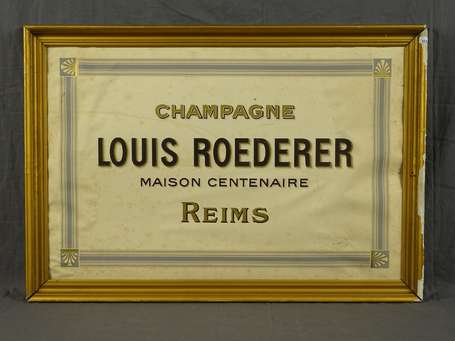 CHAMPAGNE
LOUIS ROEDERER
MAISON CENTENAIRE
REIMS